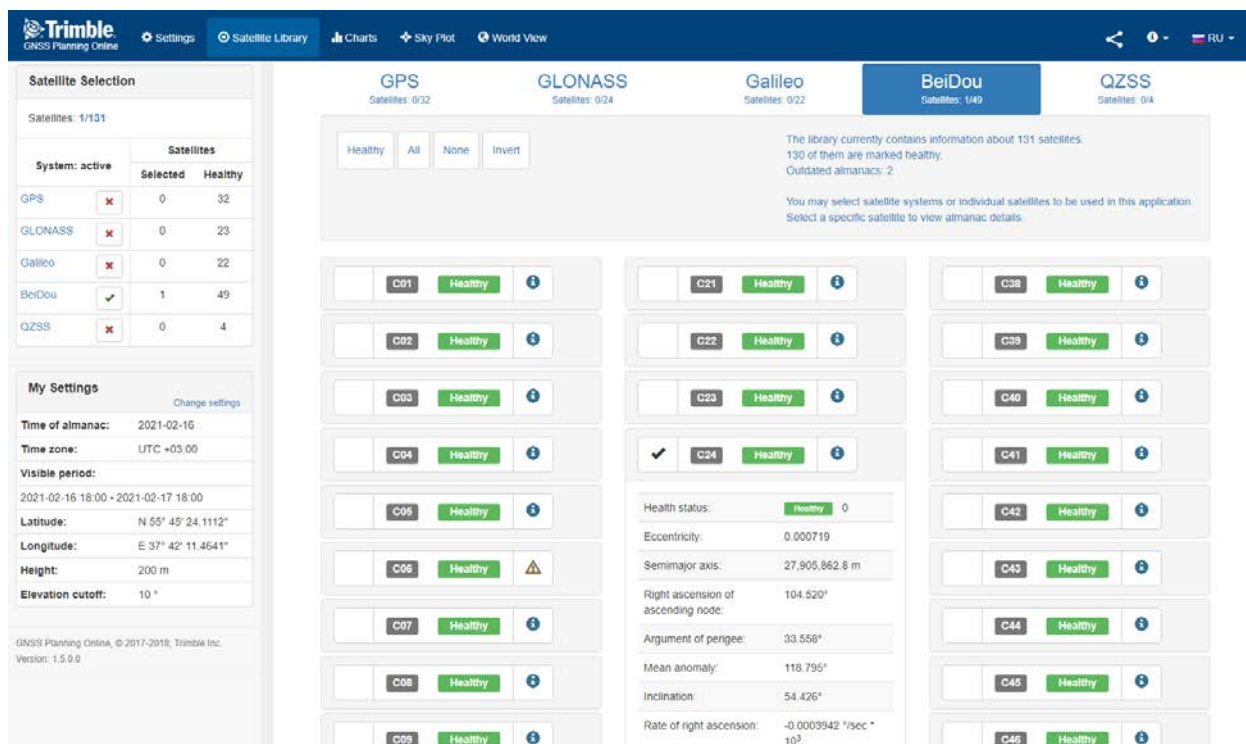 Trimble.
GNSS Planning Online
Settings
Satellite Library
Charts
Sky Plot
World View
RU
Satellite Selection
Satellites: 1/131
System: active
Satellites
Selected Healthy
GPS 0 32
GLONASS 0 23
Galileo 0 22
BeiDou 1 49
QZSS 0 4
My Settings
Change settings
Time of almanac: 2021-02-16
Time zone: UTC +03:00
Visible period:
2021-02-16 18:00 - 2021-02-17 18:00
Latitude: N 55° 45' 24.1112"
Longitude: E 37° 42' 11.4641"
Height: 200 m
Elevation cutoff: 10 °
GNSS Planning Online, © 2017-2018, Trimble Inc.
Version: 1.5.0.0
GPS
Satellites: 0/32
GLONASS
Satellites: 0/24
Galileo
Satellites: 0/22
BeiDou
Satellites: 1/49
QZSS
Satellites: 0/4
Healthy All None Invert
The library currently contains information about 131 satellites.
130 of them are marked healthy.
Outdated almanacs: 2
You may select satellite systems or individual satellites to be used in this application.
Select a specific satellite to view almanac details.
C01 Healthy
C02 Healthy
C03 Healthy
C04 Healthy
C05 Healthy
C06 Healthy
C07 Healthy
C08 Healthy
C09 Healthy
C21 Healthy
C22 Healthy
C23 Healthy
C24 Healthy
Health status: Healthy 0
Eccentricity: 0.000719
Semimajor axis: 27,905,862.8 m
Right ascension of
ascending node: 104.520°
Argument of perigee: 33.558°
Mean anomaly: 118.795°
Inclination: 54.426°
Rate of right ascension: -0.0003942 °/sec *
10³
C38 Healthy
C39 Healthy
C40 Healthy
C41 Healthy
C42 Healthy
C43 Healthy
C44 Healthy
C45 Healthy
C46 Healthy